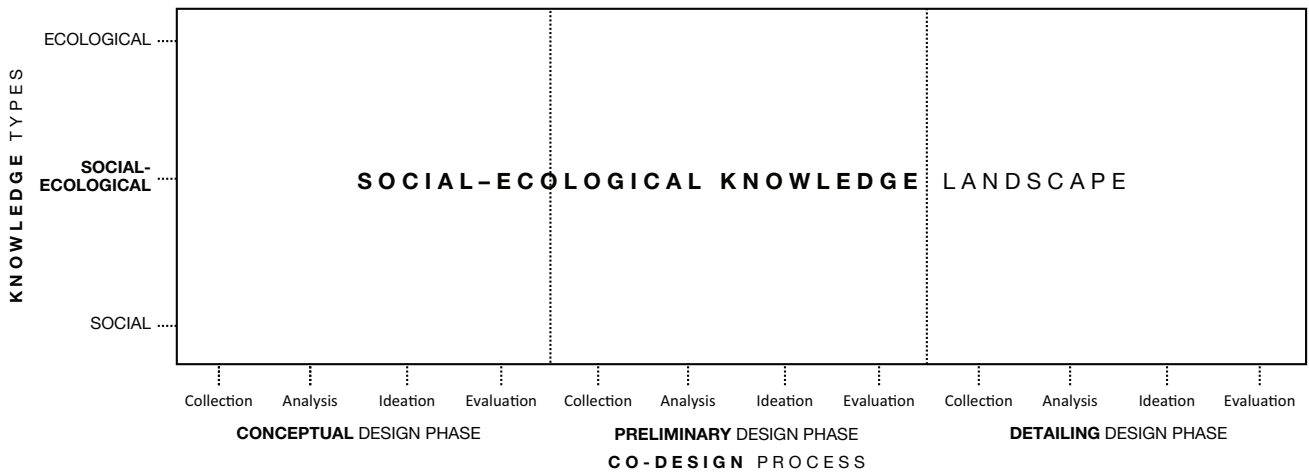 ECOLOGICAL
KNOWLEDGE TYPES
SOCIAL-
ECOLOGICAL
SOCIAL–ECOLOGICAL KNOWLEDGE LANDSCAPE
SOCIAL
Collection Analysis Ideation Evaluation Collection Analysis Ideation Evaluation Collection Analysis Ideation Evaluation
CONCEPTUAL DESIGN PHASE PRELIMINARY DESIGN PHASE DETAILING DESIGN PHASE
CO-DESIGN PROCESS